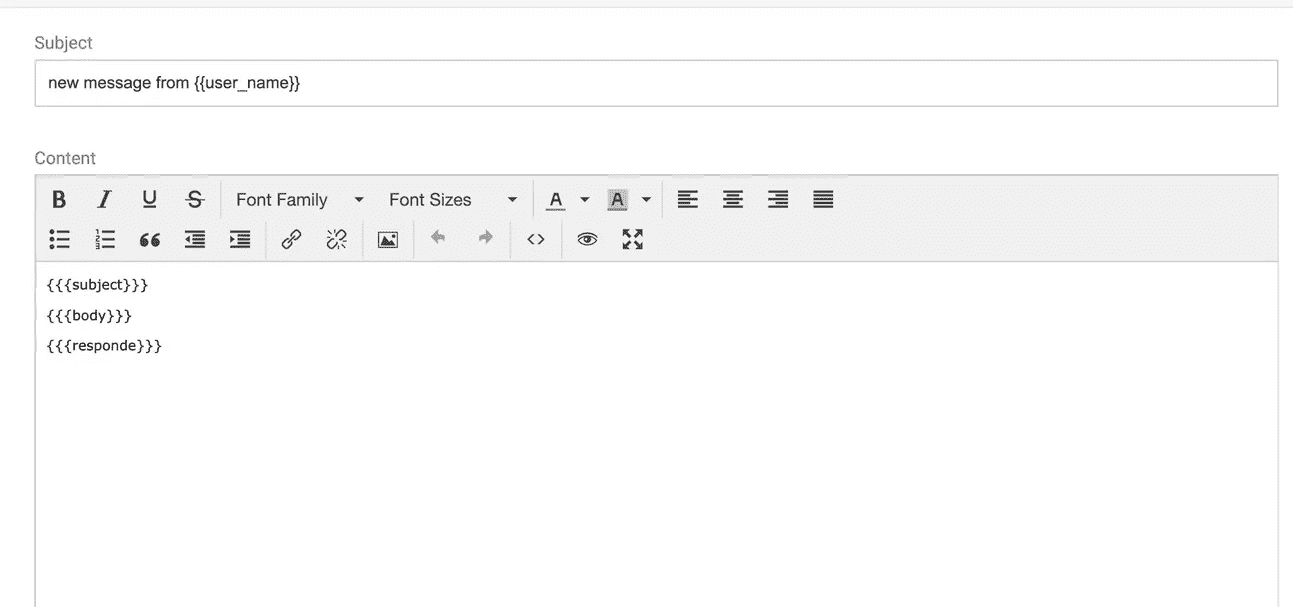 Subject
new message from {{user_name}}
Content
B I U S Font Family Font Sizes A A
{{{subject}}}
{{{body}}}
{{{responde}}}